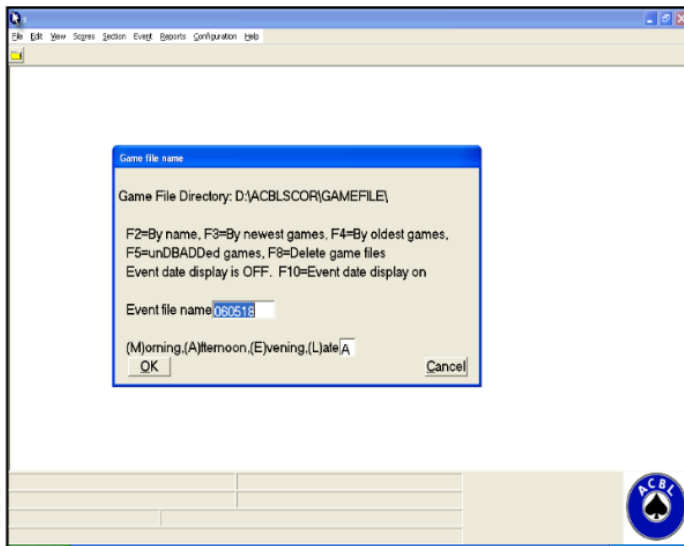 File Edit View Scores Section Event Reports Configuration Help
Game file name
Game File Directory: D:\ACBLSCOR\GAMEFILE\
F2=By name, F3=By newest games, F4=By oldest games,
F5=unDBADDed games, F8=Delete game files
Event date display is OFF. F10=Event date display on
Event file name 060518
(M)orning,(A)fternoon,(E)vening,(L)ate A
OK Cancel
ACBL